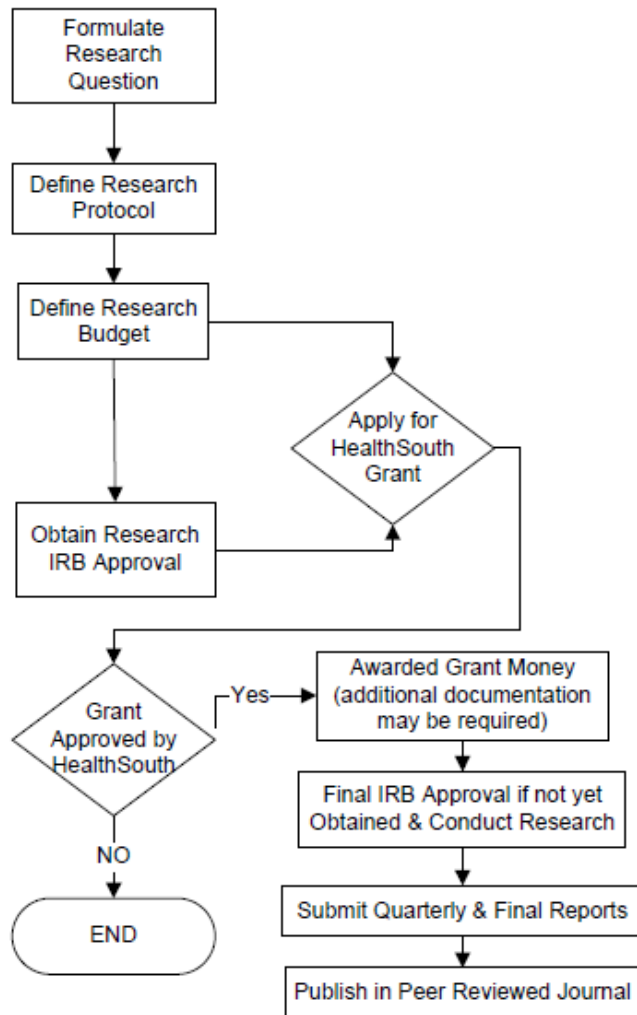 Formulate
Research
Question
Define Research
Protocol
Define Research
Budget
Apply for
HealthSouth
Grant
Obtain Research
IRB Approval
Grant
Approved by
HealthSouth
Yes
Awarded Grant Money
(additional documentation
may be required)
Final IRB Approval if not yet
Obtained & Conduct Research
NO
END
Submit Quarterly & Final Reports
Publish in Peer Reviewed Journal